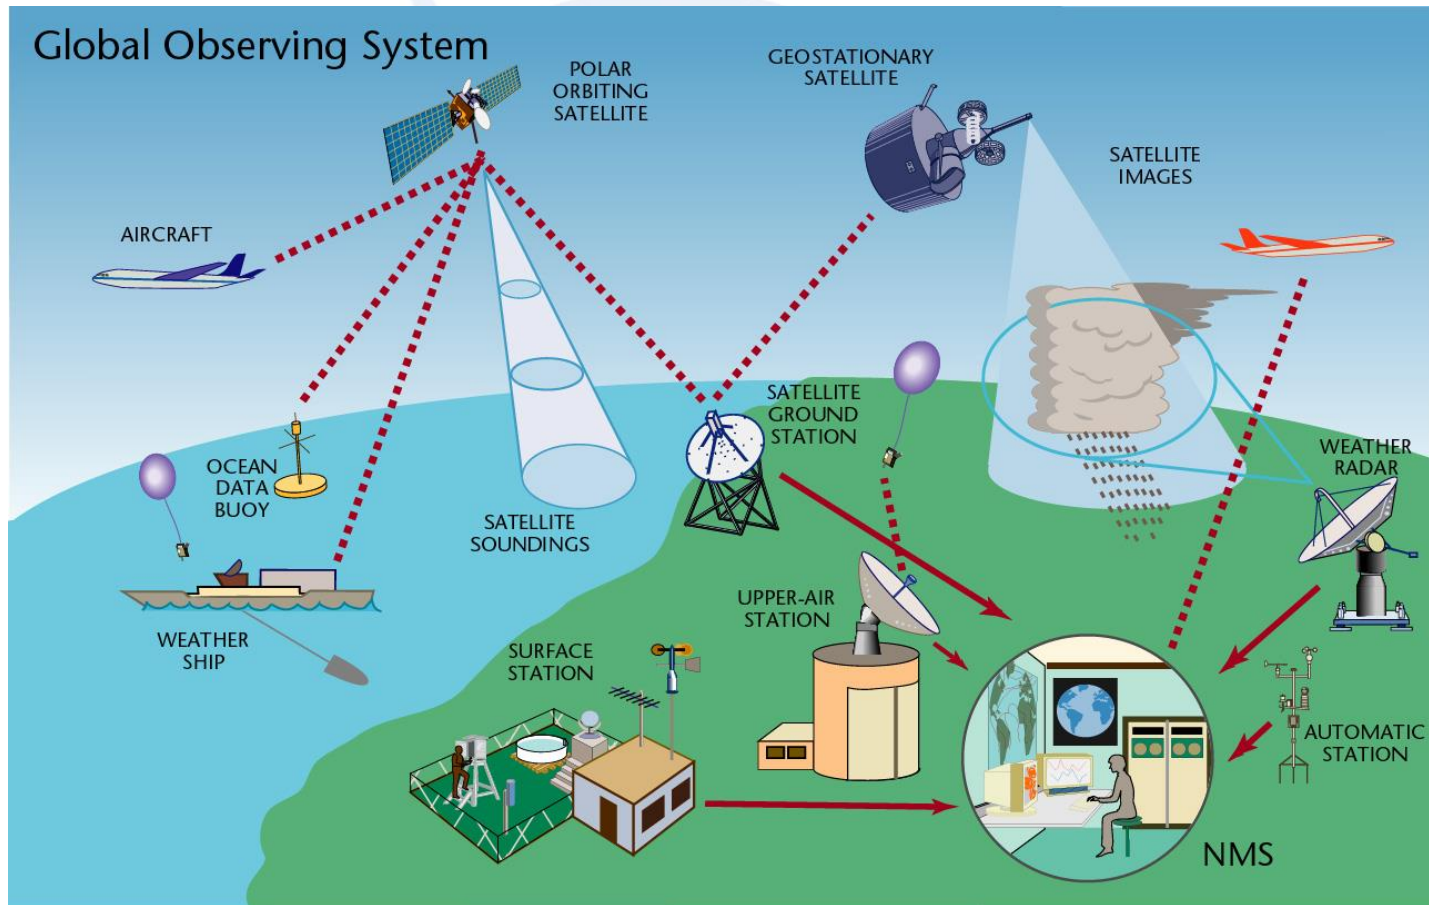 Global Observing System
POLAR
ORBITING
SATELLITE
GEOSTATIONARY
SATELLITE
SATELLITE
IMAGES
AIRCRAFT
OCEAN
DATA
BUOY
SATELLITE
SOUNDINGS
SATELLITE
GROUND
STATION
WEATHER
RADAR
WEATHER
SHIP
SURFACE
STATION
UPPER-AIR
STATION
AUTOMATIC
STATION
NMS